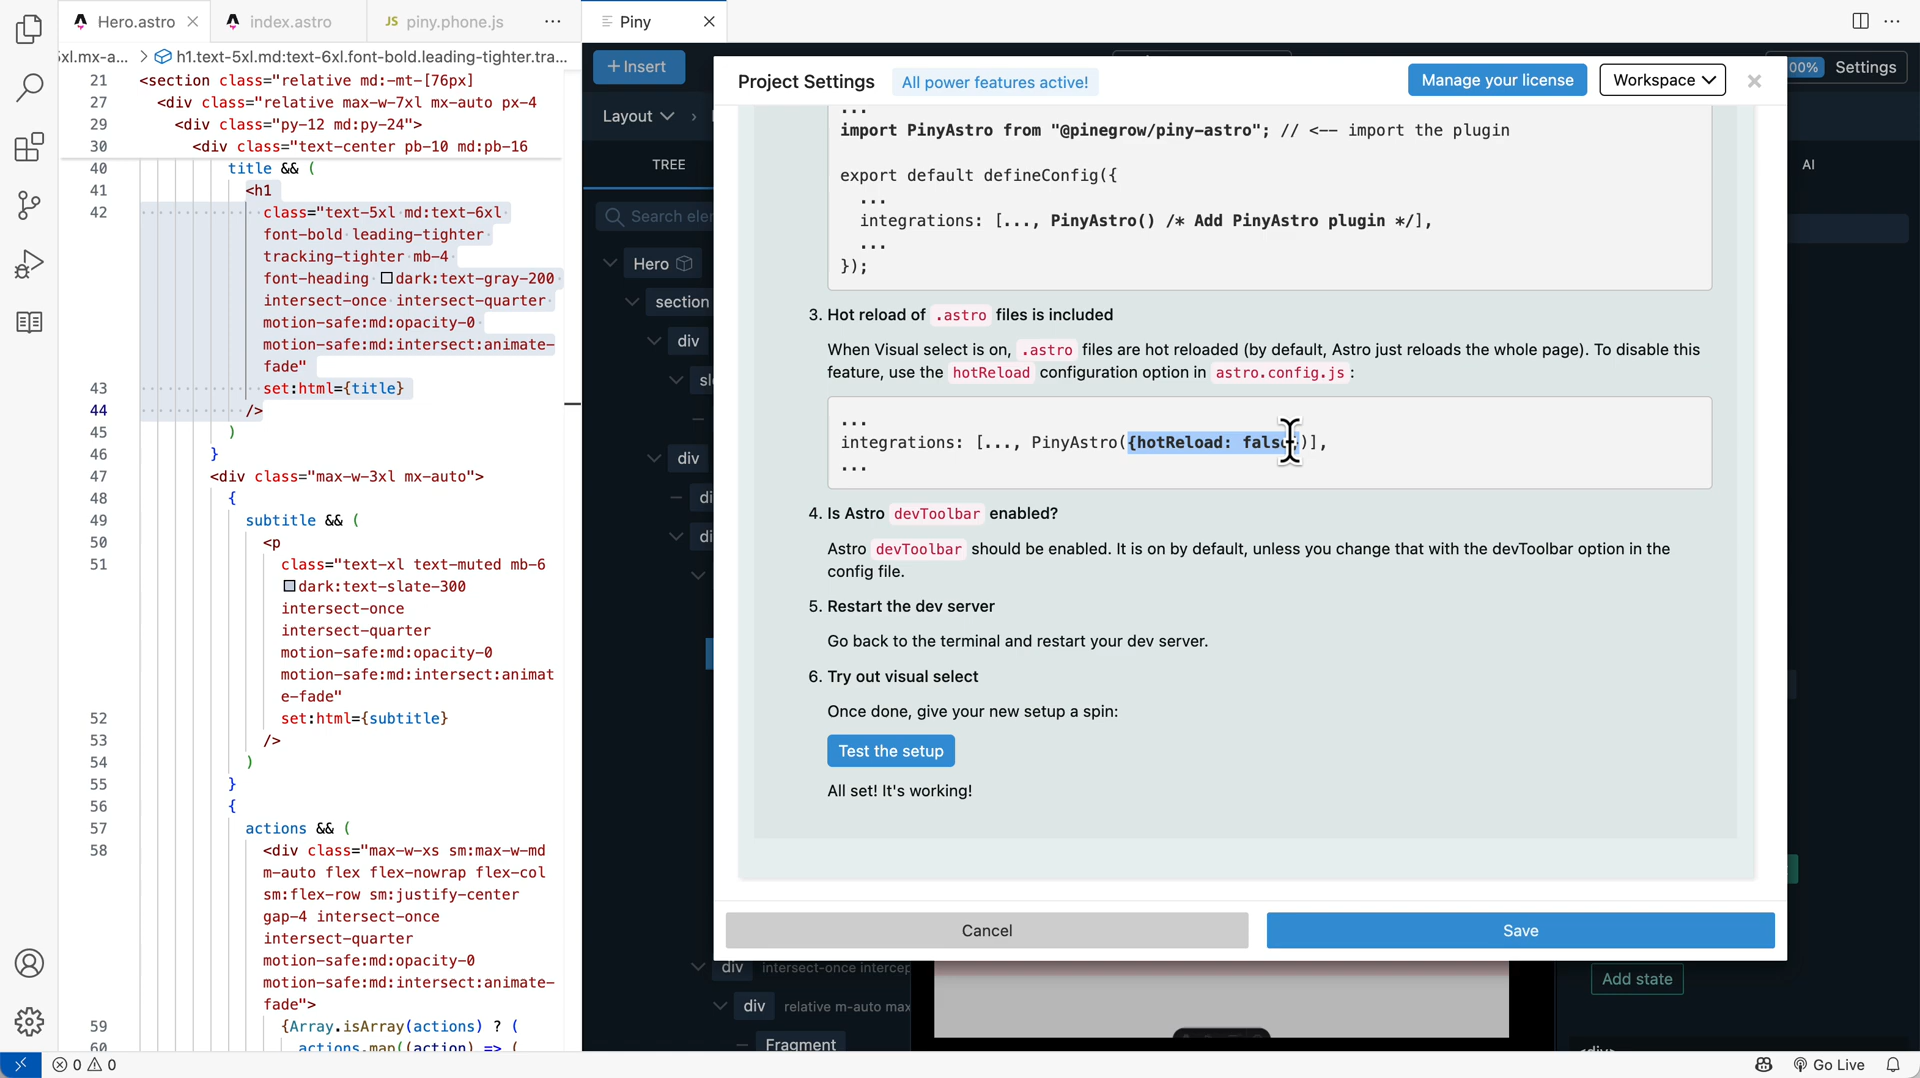 Hero.astro
index.astro
JS piny.phone.js
Piny
5xl.mx-a... > h1.text-5xl.md:text-6xl.font-bold.leading-tighter.tra...
21 <section class="relative md:-mt-[76px]
27 <div class="relative max-w-7xl mx-auto px-4
29 <div class="py-12 md:py-24">
30 <div class="text-center pb-10 md:pb-16
40 title && (
41 <h1
42 class="text-5xl md:text-6xl
font-bold leading-tighter
tracking-tighter mb-4
font-heading dark:text-gray-200
intersect-once intersect-quarter
motion-safe:md:opacity-0
motion-safe:md:intersect:animate-
fade"
43 set:html={title}
44 />
45 )
46 }
47 <div class="max-w-3xl mx-auto">
48 {
49 subtitle && (
50 <p
51 class="text-xl text-muted mb-6
dark:text-slate-300
intersect-once
intersect-quarter
motion-safe:md:opacity-0
motion-safe:md:intersect:animat
e-fade"
52 set:html={subtitle}
53 />
54 )
55 }
56 {
57 actions && (
58 <div class="max-w-xs sm:max-w-md
m-auto flex flex-nowrap flex-col
sm:flex-row sm:justify-center
gap-4 intersect-once
intersect-quarter
motion-safe:md:opacity-0
motion-safe:md:intersect:animate-
fade">
59 {Array.isArray(actions) ? (
60 actions.map((action) => (
0 0
+ Insert
Layout
TREE
Search ele
Hero
section
div
sl
div
di
di
div intersect-once intercep
div relative m-auto max
Fragment
Project Settings
All power features active!
Manage your license
Workspace
...
import PinyAstro from "@pinegrow/piny-astro"; // <-- import the plugin
export default defineConfig({
...
integrations: [..., PinyAstro() /* Add PinyAstro plugin */],
...
});
3. Hot reload of .astro files is included
When Visual select is on, .astro files are hot reloaded (by default, Astro just reloads the whole page). To disable this
feature, use the hotReload configuration option in astro.config.js:
...
integrations: [..., PinyAstro({hotReload: false})],
...
4. Is Astro devToolbar enabled?
Astro devToolbar should be enabled. It is on by default, unless you change that with the devToolbar option in the
config file.
5. Restart the dev server
Go back to the terminal and restart your dev server.
6. Try out visual select
Once done, give your new setup a spin:
Test the setup
All set! It's working!
Cancel
Save
00%
Settings
AI
Add state
Go Live